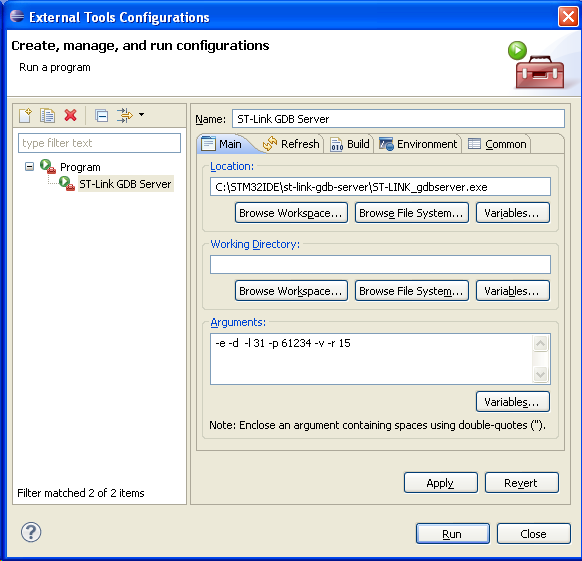 External Tools Configurations
Create, manage, and run configurations
Run a program
type filter text
Program
ST-Link GDB Server
Filter matched 2 of 2 items
Name: ST-Link GDB Server
Main Refresh Build Environment Common
Location:
C:\STM32IDE\st-link-gdb-server\ST-LINK_gdbserver.exe
Browse Workspace... Browse File System... Variables...
Working Directory:
Browse Workspace... Browse File System... Variables...
Arguments:
-e -d  -l 31 -p 61234 -v -r 15
Variables...
Note: Enclose an argument containing spaces using double-quotes (").
Apply Revert
Run Close